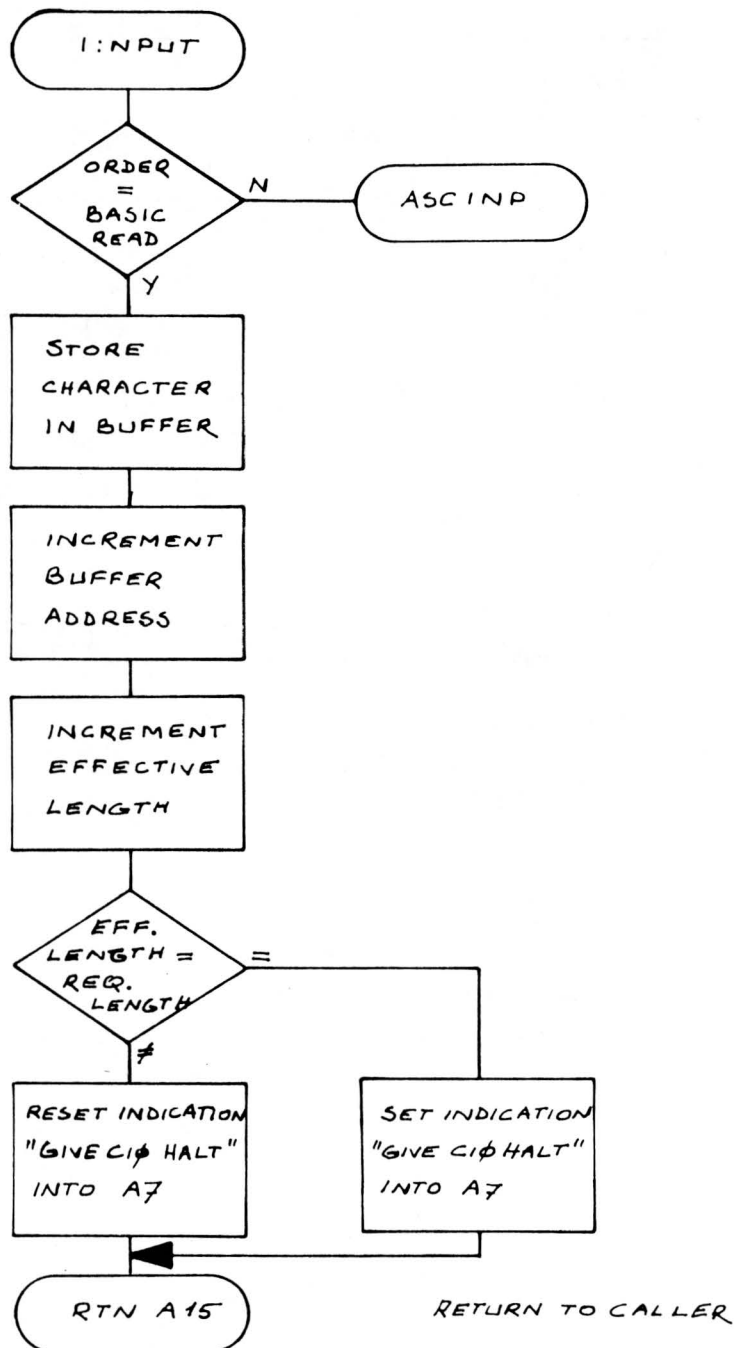 I:NPUT
ORDER
=
BASIC
READ
N
ASCINP
Y
STORE
CHARACTER
IN BUFFER
INCREMENT
BUFFER
ADDRESS
INCREMENT
EFFECTIVE
LENGTH
EFF.
LENGTH =
REQ.
LENGTH
=
≠
RESET INDICATION
"GIVE CIØ HALT"
INTO A7
SET INDICATION
"GIVE CIØ HALT"
INTO A7
RTN A15
RETURN TO CALLER